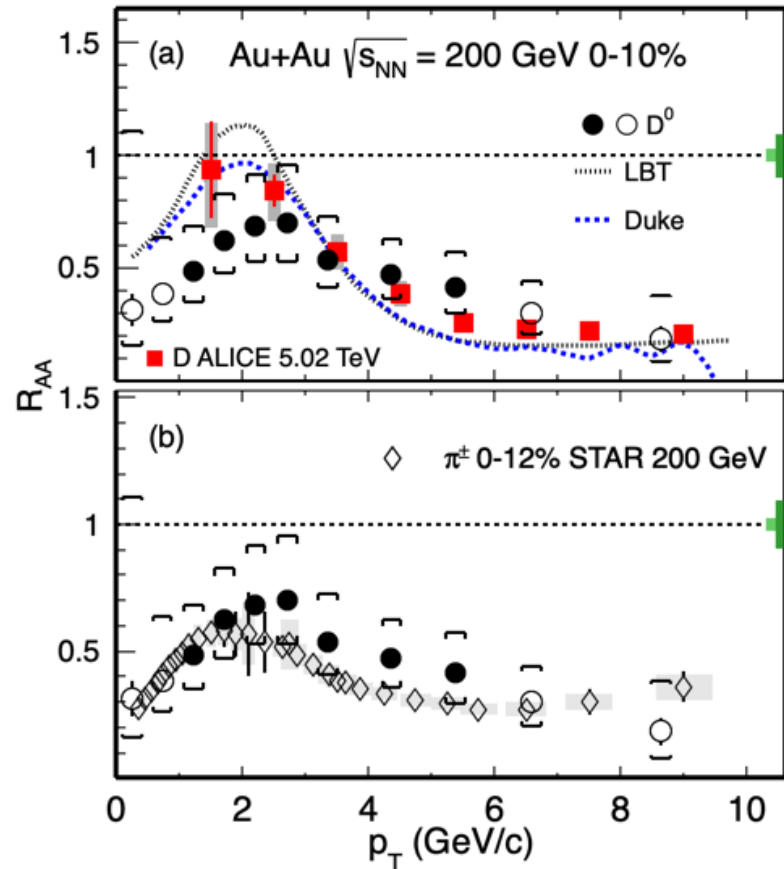 (a) Au+Au √s_NN = 200 GeV 0-10%
D⁰
LBT
Duke
D ALICE 5.02 TeV
1.5
1
0.5
R_AA
(b) π± 0-12% STAR 200 GeV
1.5
1
0.5
0 2 4 6 8 10
p_T (GeV/c)